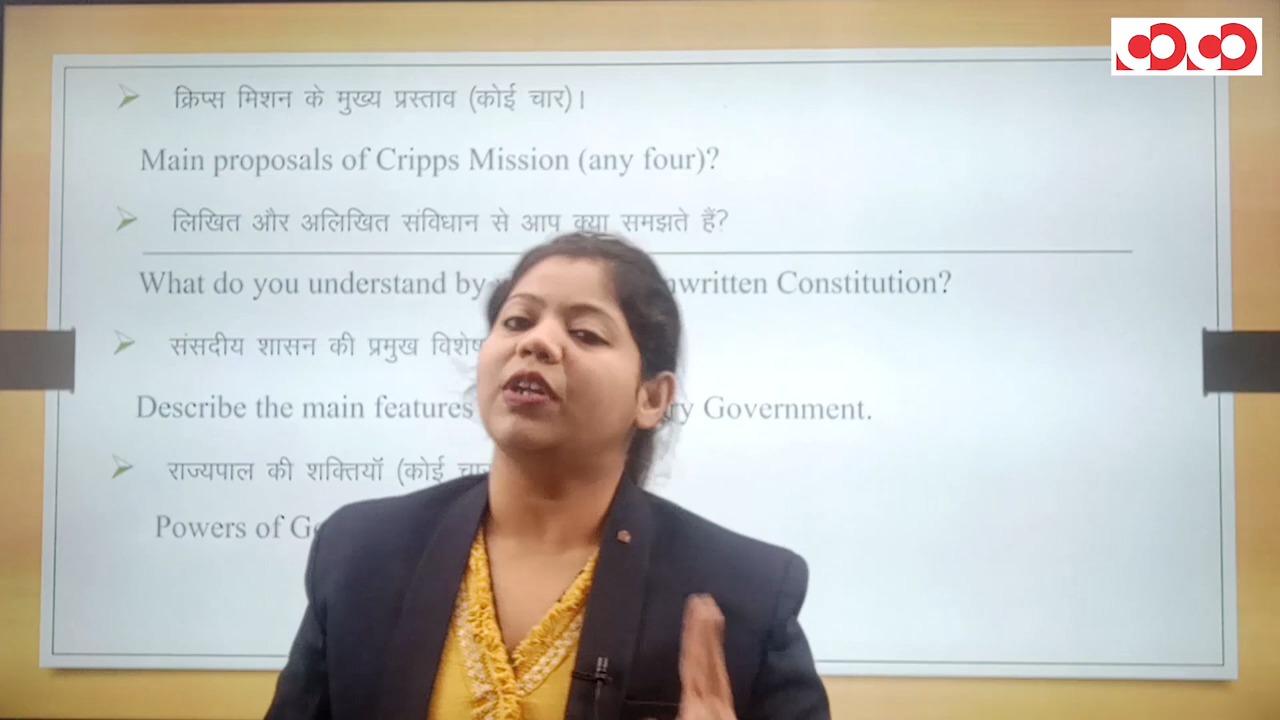 क्रिप्स मिशन के मुख्य प्रस्ताव (कोई चार)।
Main proposals of Cripps Mission (any four)?
लिखित और अलिखित संविधान से आप क्या समझते हैं?
What do you understand by Constitution?
संसदीय शासन की प्रमुख
Describe the main features Government.
राज्यपाल की शक्तियाँ (कोई
Powers of